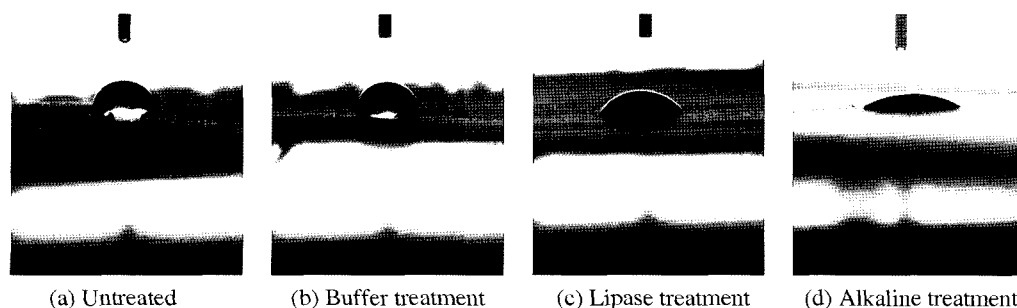 (a) Untreated
(b) Buffer treatment
(c) Lipase treatment
(d) Alkaline treatment